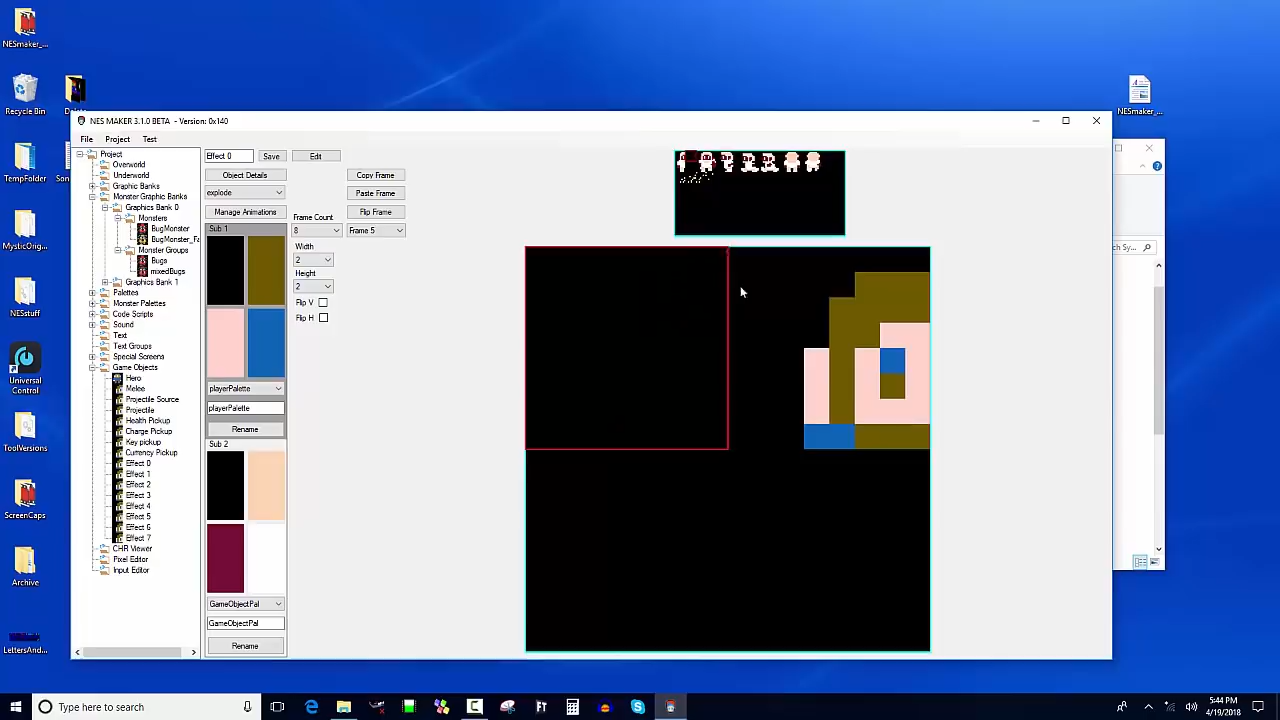 NESmaker_...
Recycle Bin
TempFolder
MysticOrig...
NEStuff
Universal
Control
ToolVersions
ScreenCaps
Archive
LettersAnd...
NESmaker_...
NES MAKER 3.1.0 BETA - Version: 0x140
File Project Test
Project
Overworld
Underworld
Graphic Banks
Monster Graphic Banks
Graphics Bank 0
Monsters
BugMonster
BugMonster_Fa
Monster Groups
Bugs
mixedBugs
Graphics Bank 1
Palettes
Monster Palettes
Code Scripts
Sound
Text
Text Groups
Special Screens
Game Objects
Hero
Melee
Projectile Source
Projectile
Health Pickup
Charge Pickup
Key pickup
Currency Pickup
Effect 0
Effect 1
Effect 2
Effect 3
Effect 4
Effect 5
Effect 6
Effect 7
CHR Viewer
Pixel Editor
Input Editor
Effect 0 Save Edit
Object Details
explode
Manage Animations
Sub 1
playerPalette
playerPalette
Rename
Sub 2
GameObjectPal
GameObjectPal
Rename
Copy Frame
Paste Frame
Flip Frame
Frame Count
8 Frame 5
Width
2
Height
2
Flip V
Flip H
ch Sy...
Type here to search
5:44 PM
4/19/2018